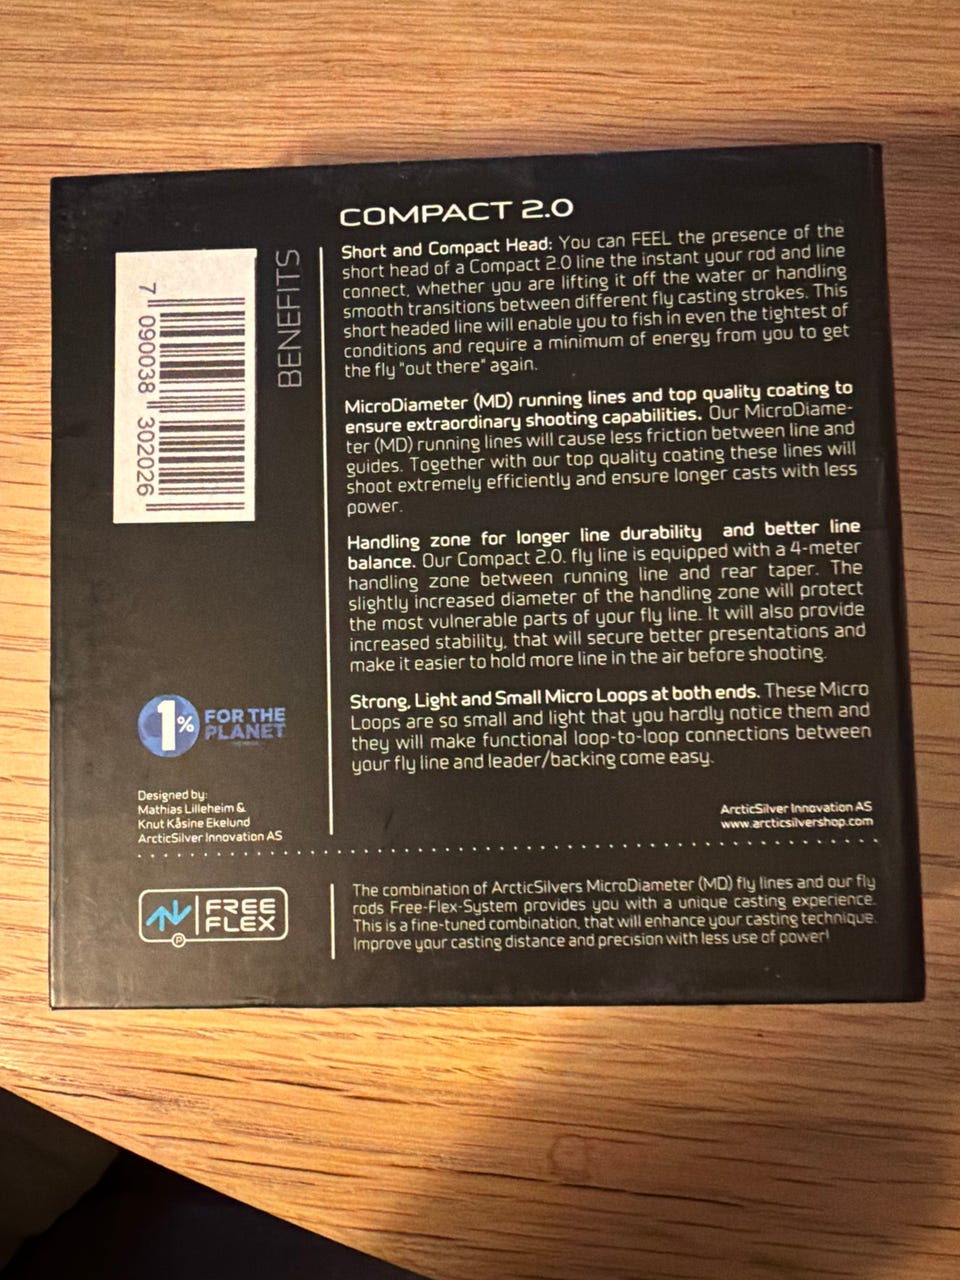 COMPACT 2.0
BENEFITS
Short and Compact Head: You can FEEL the presence of the
short head of a Compact 2.0 line the instant your rod and line
connect, whether you are lifting it off the water or handling
smooth transitions between different fly casting strokes. This
short headed line will enable you to fish in even the tightest of
conditions and require a minimum of energy from you to get
the fly "out there" again.
MicroDiameter (MD) running lines and top quality coating to
ensure extraordinary shooting capabilities. Our MicroDiame-
ter (MD) running lines will cause less friction between line and
guides. Together with our top quality coating these lines will
shoot extremely efficiently and ensure longer casts with less
power.
Handling zone for longer line durability and better line
balance. Our Compact 2.0. fly line is equipped with a 4-meter
handling zone between running line and rear taper. The
slightly increased diameter of the handling zone will protect
the most vulnerable parts of your fly line. It will also provide
increased stability, that will secure better presentations and
make it easier to hold more line in the air before shooting.
Strong, Light and Small Micro Loops at both ends. These Micro
Loops are so small and light that you hardly notice them and
they will make functional loop-to-loop connections between
your fly line and leader/backing come easy.
ArcticSilver Innovation AS
www.arcticsilvershop.com
7 090038 302026
1%
FOR THE
PLANET
Designed by:
Mathias Lilleheim &
Knut Kåsine Ekelund
ArcticSilver Innovation AS
FREE
FLEX
P
The combination of ArcticSilvers MicroDiameter (MD) fly lines and our fly
rods Free-Flex-System provides you with a unique casting experience.
This is a fine-tuned combination, that will enhance your casting technique.
Improve your casting distance and precision with less use of power!